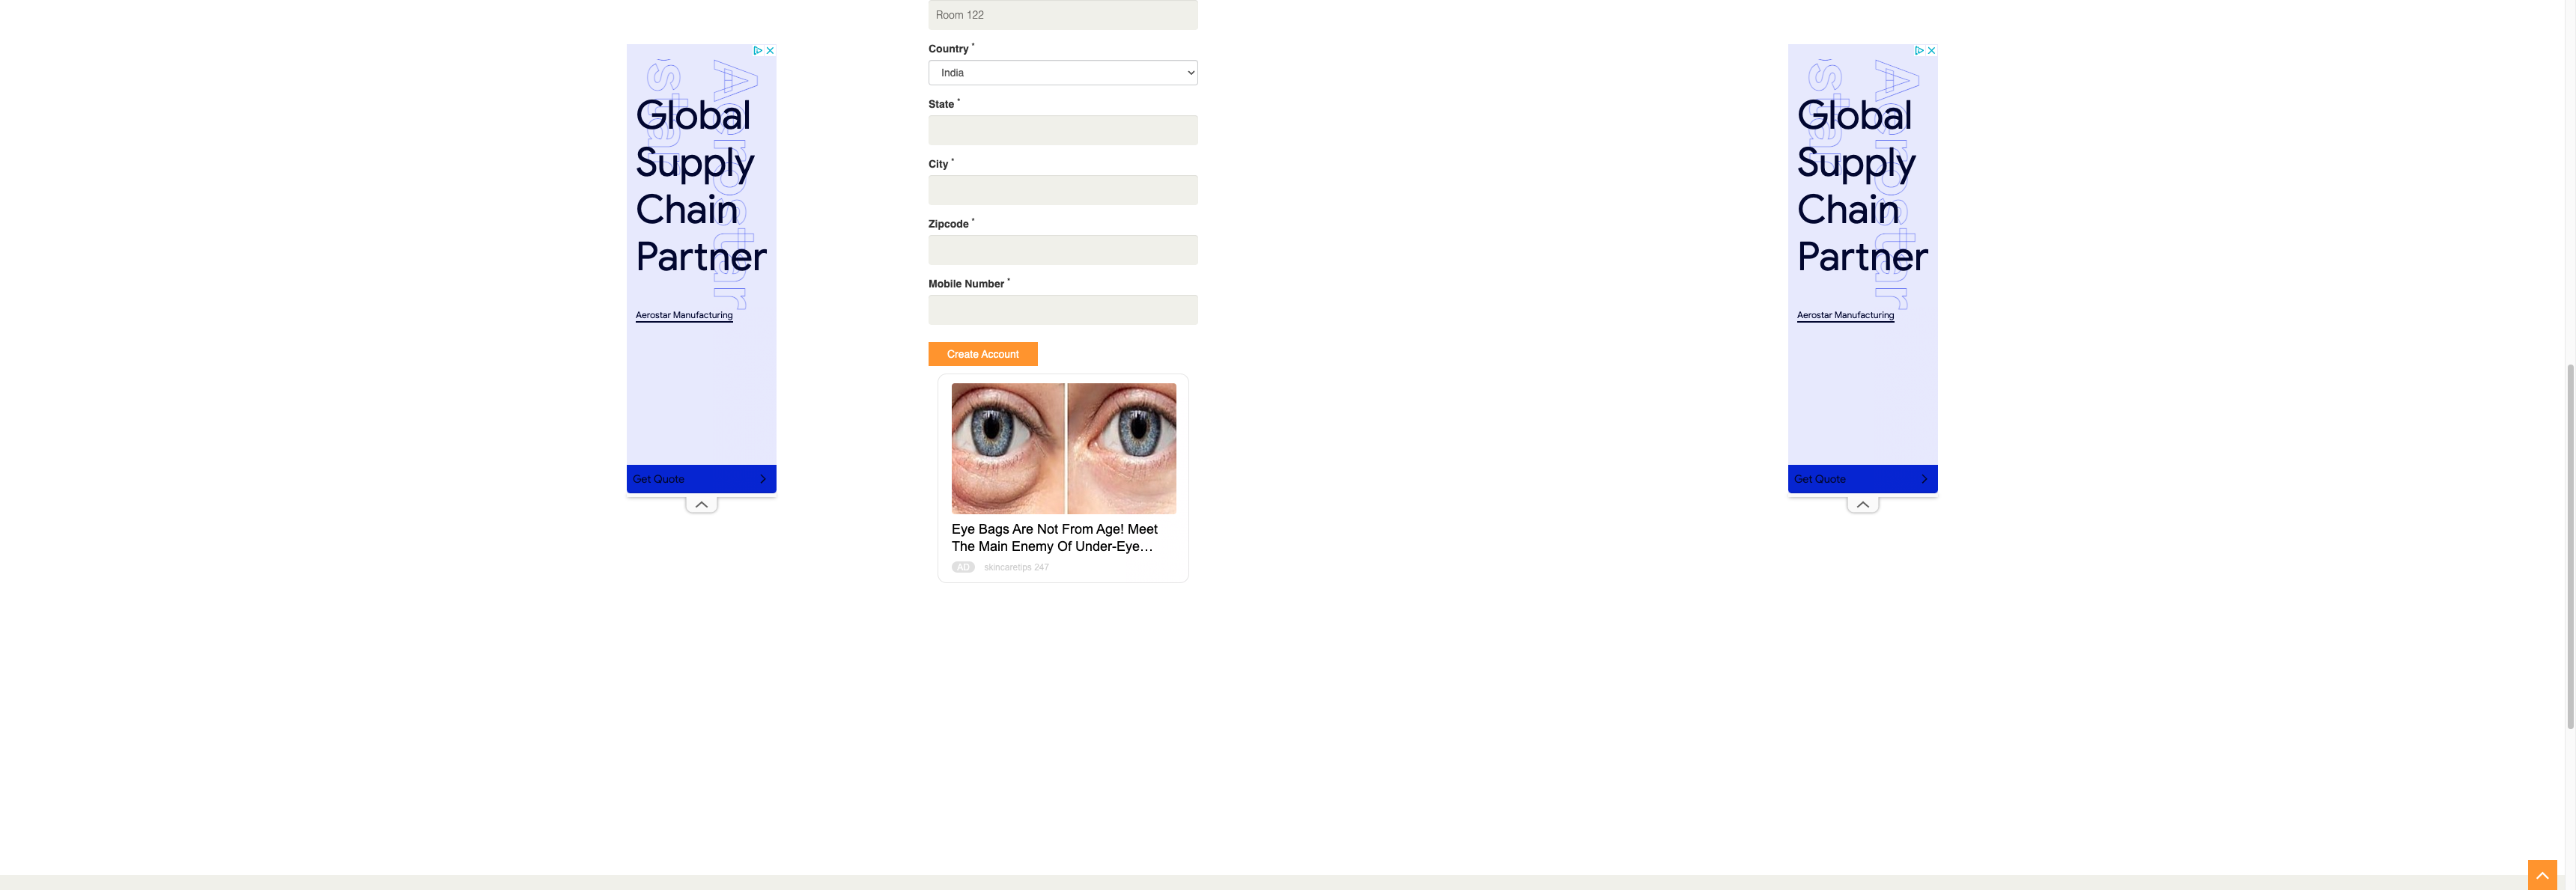 Room 122
Country *
India
State *
City *
Zipcode *
Mobile Number *
Create Account
Eye Bags Are Not From Age! Meet
The Main Enemy Of Under-Eye...
AD skincaretips 247
Aerostar
Global
Supply
Chain
Partner
Aerostar Manufacturing
Get Quote
Aerostar
Global
Supply
Chain
Partner
Aerostar Manufacturing
Get Quote